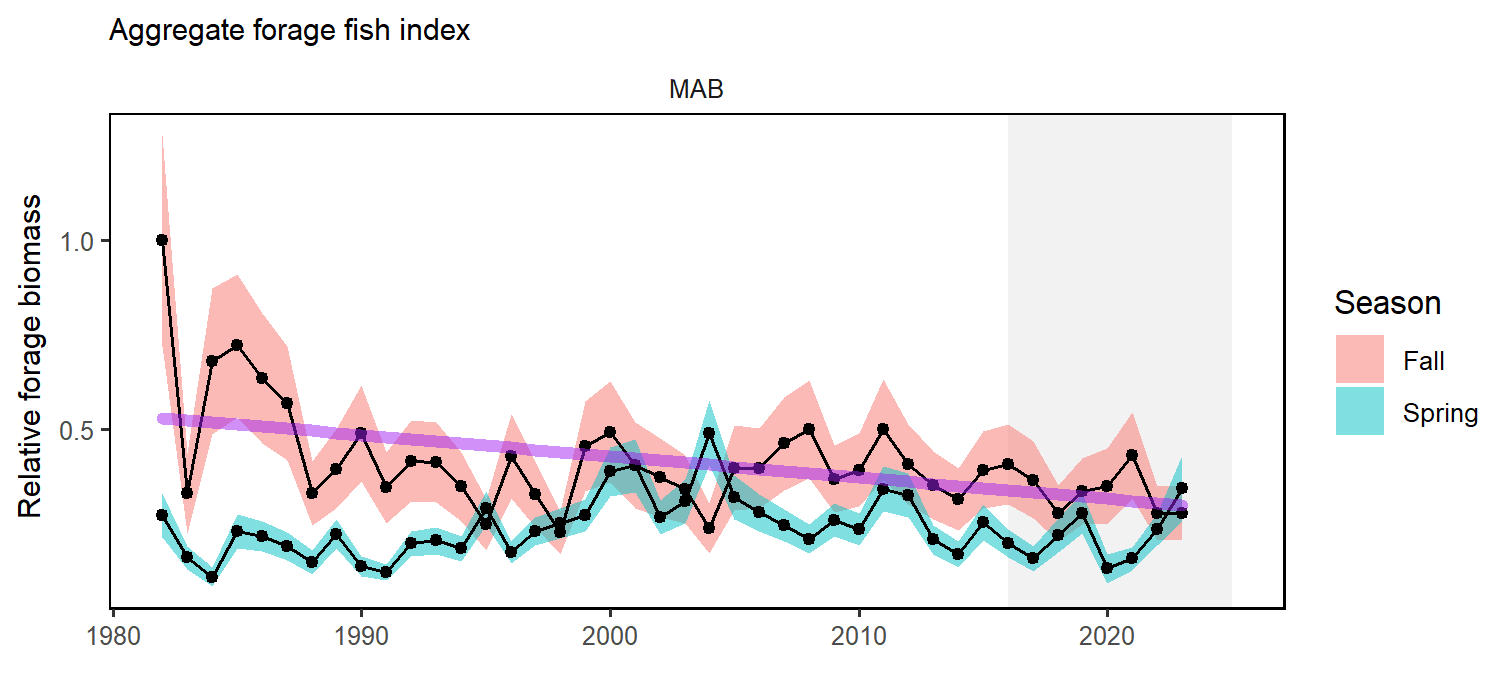 Aggregate forage fish index
MAB
Relative forage biomass
1.0
0.5
1980
1990
2000
2010
2020
Season
Fall
Spring